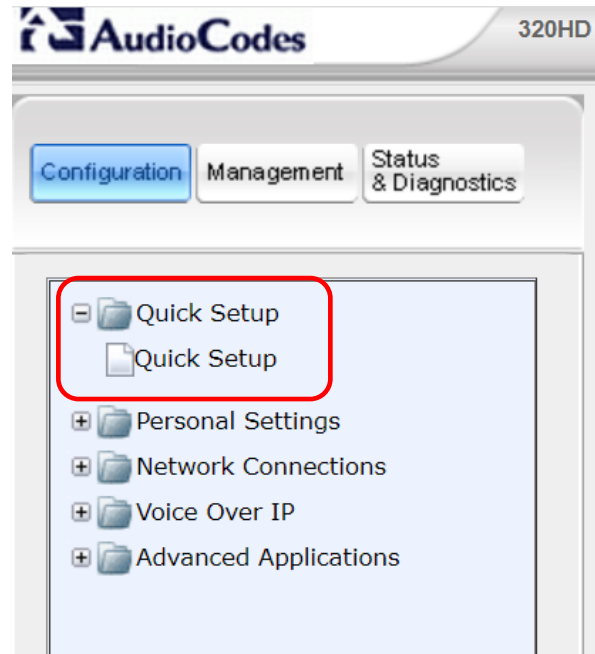 AudioCodes
320HD
Configuration
Management
Status
& Diagnostics
Quick Setup
Quick Setup
Personal Settings
Network Connections
Voice Over IP
Advanced Applications